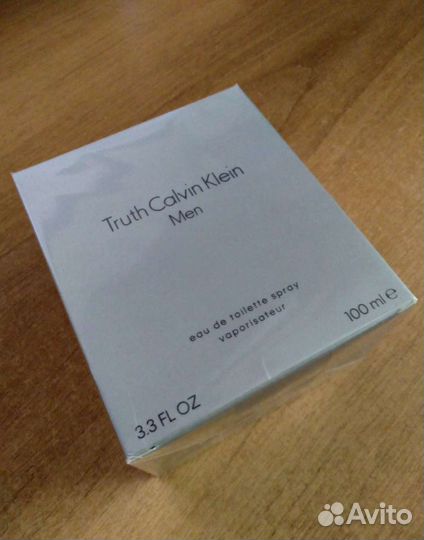 Truth Calvin Klein
Men
eau de toilette spray
vaporisateur
3.3 FL OZ
100 ml ℮
Avito